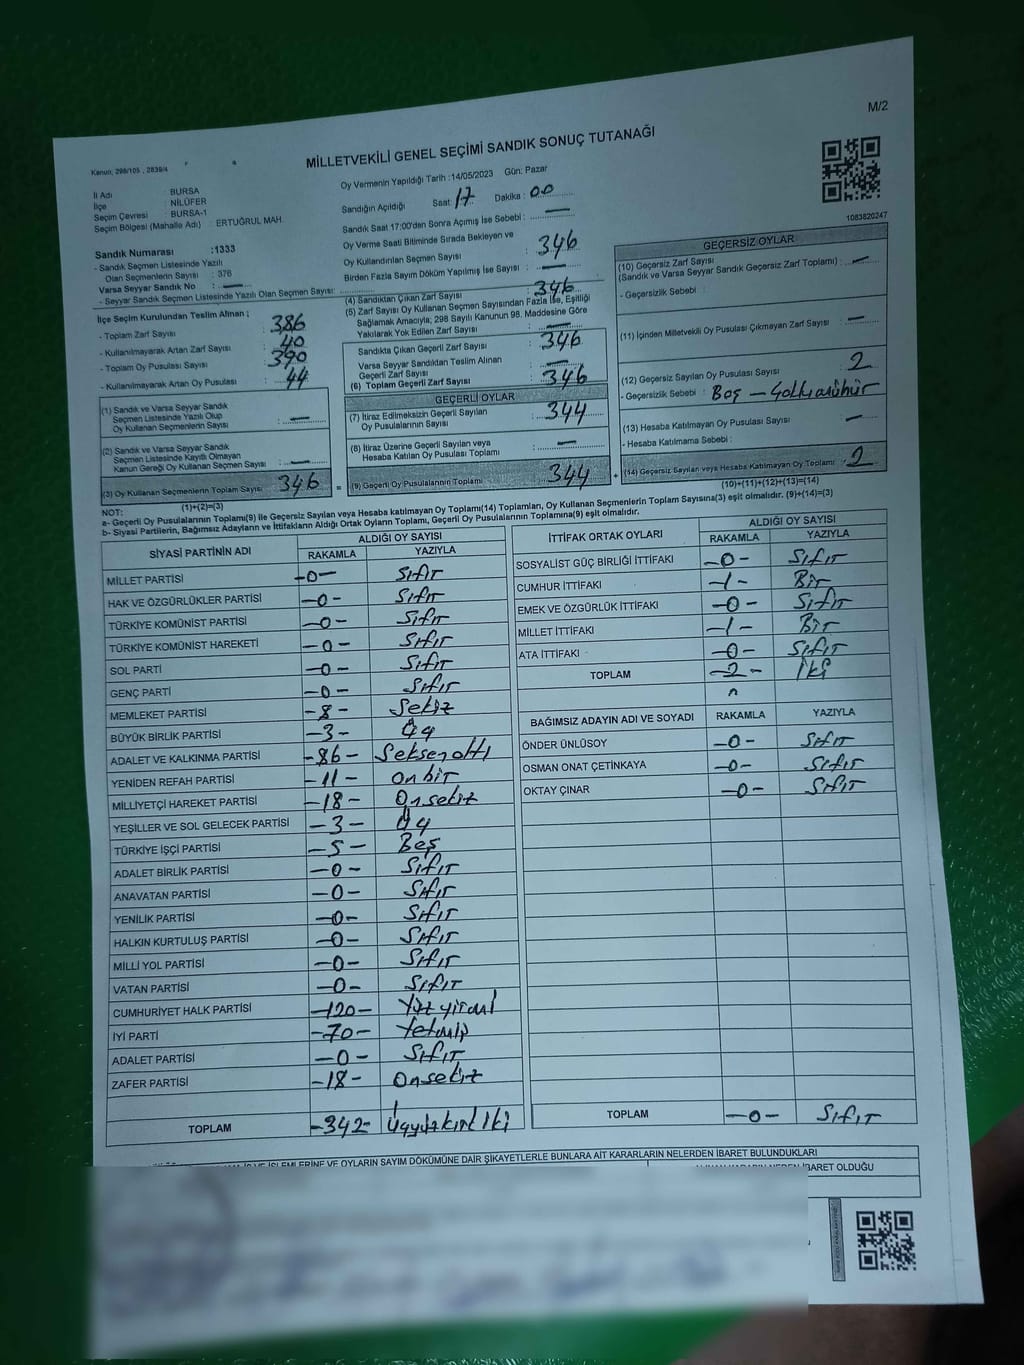 M/2
MİLLETVEKİLİ GENEL SEÇİMİ SANDIK SONUÇ TUTANAĞI
Kanun: 298/105 , 2839/4
İl Adı : BURSA
İlçe : NİLÜFER
Seçim Çevresi : BURSA-1
Seçim Bölgesi (Mahalle Adı) : ERTUĞRUL MAH
Sandık Numarası :1333
- Sandık Seçmen Listesinde Yazılı
Olan Seçmenlerin Sayısı : 376
Varsa Seyyar Sandık No : —
- Seyyar Sandık Seçmen Listesinde Yazılı Olan Seçmen Sayısı:
İlçe Seçim Kurulundan Teslim Alınan ;
- Toplam Zarf Sayısı : 386
- Kullanılmayarak Artan Zarf Sayısı : 40
- Toplam Oy Pusulası Sayısı : 390
- Kullanılmayarak Artan Oy Pusulası : 44
(1) Sandık ve Varsa Seyyar Sandık
Seçmen Listesinde Yazılı Olup
Oy Kullanan Seçmenlerin Sayısı : —
(2) Sandık ve Varsa Seyyar Sandık
Seçmen Listesinde Kayıtlı Olmayan
Kanun Gereği Oy Kullanan Seçmen Sayısı : —
(3) Oy Kullanan Seçmenlerin Toplam Sayısı : 346
(1)+(2)=(3)
Oy Vermenin Yapıldığı Tarih :14/05/2023 Gün: Pazar
Sandığın Açıldığı Saat : 17 Dakika : 00
Sandık Saat 17:00'den Sonra Açılmış İse Sebebi : —
Oy Verme Saati Bitiminde Sırada Bekleyen ve
Oy Kullandırılan Seçmen Sayısı : 346
Birden Fazla Sayım Döküm Yapılmış İse Sayısı : —
(4) Sandıktan Çıkan Zarf Sayısı : 346
(5) Zarf Sayısı Oy Kullanan Seçmen Sayısından Fazla İse, Eşitliği
Sağlamak Amacıyla; 298 Sayılı Kanunun 98. Maddesine Göre
Yakılarak Yok Edilen Zarf Sayısı : —
Sandıkta Çıkan Geçerli Zarf Sayısı : 346
Varsa Seyyar Sandıktan Teslim Alınan
Geçerli Zarf Sayısı : —
(6) Toplam Geçerli Zarf Sayısı : 346
GEÇERLİ OYLAR
(7) İtiraz Edilmeksizin Geçerli Sayılan
Oy Pusulalarının Sayısı : 344
(8) İtiraz Üzerine Geçerli Sayılan veya
Hesaba Katılan Oy Pusulası Toplamı : —
= (9) Geçerli Oy Pusulalarının Toplamı : 344
1083820247
GEÇERSİZ OYLAR
(10) Geçersiz Zarf Sayısı
(Sandık ve Varsa Seyyar Sandık Geçersiz Zarf Toplamı) : —
- Geçersizlik Sebebi :
(11) İçinden Milletvekili Oy Pusulası Çıkmayan Zarf Sayısı : —
(12) Geçersiz Sayılan Oy Pusulası Sayısı : 2
- Geçersizlik Sebebi : Boş —
(13) Hesaba Katılmayan Oy Pusulası Sayısı : —
- Hesaba Katılmama Sebebi :
+ (14) Geçersiz Sayılan veya Hesaba Katılmayan Oy Toplamı : 2
(10)+(11)+(12)+(13)=(14)
NOT:
a- Geçerli Oy Pusulalarının Toplamı(9) ile Geçersiz Sayılan veya Hesaba Katılmayan Oy Toplamı(14) Toplamları, Oy Kullanan Seçmenlerin Toplam Sayısına(3) eşit olmalıdır. (9)+(14)=(3)
b- Siyasi Partilerin, Bağımsız Adayların ve İttifakların Aldığı Ortak Oyların Toplamı, Geçerli Oy Pusulalarının Toplamına(9) eşit olmalıdır.
SİYASİ PARTİNİN ADI ALDIĞI OY SAYISI
RAKAMLA YAZIYLA
MİLLET PARTİSİ -0- Sıfır
HAK VE ÖZGÜRLÜKLER PARTİSİ -0- Sıfır
TÜRKİYE KOMÜNİST PARTİSİ -0- Sıfır
TÜRKİYE KOMÜNİST HAREKETİ -0- Sıfır
SOL PARTİ -0- Sıfır
GENÇ PARTİ -0- Sıfır
MEMLEKET PARTİSİ -8- Sekiz
BÜYÜK BİRLİK PARTİSİ -3- Üç
ADALET VE KALKINMA PARTİSİ -86- Seksenaltı
YENİDEN REFAH PARTİSİ -11- Onbir
MİLLİYETÇİ HAREKET PARTİSİ -18- Onsekiz
YEŞİLLER VE SOL GELECEK PARTİSİ -3- Üç
TÜRKİYE İŞÇİ PARTİSİ -5- Beş
ADALET BİRLİK PARTİSİ -0- Sıfır
ANAVATAN PARTİSİ -0- Sıfır
YENİLİK PARTİSİ -0- Sıfır
HALKIN KURTULUŞ PARTİSİ -0- Sıfır
MİLLİ YOL PARTİSİ -0- Sıfır
VATAN PARTİSİ -0- Sıfır
CUMHURİYET HALK PARTİSİ -120- Yüzyirmi
İYİ PARTİ -70- Yetmiş
ADALET PARTİSİ -0- Sıfır
ZAFER PARTİSİ -18- Onsekiz
TOPLAM -342- Üçyüzkırkiki
İTTİFAK ORTAK OYLARI ALDIĞI OY SAYISI
RAKAMLA YAZIYLA
SOSYALİST GÜÇ BİRLİĞİ İTTİFAKI -0- Sıfır
CUMHUR İTTİFAKI -1- Bir
EMEK VE ÖZGÜRLÜK İTTİFAKI -0- Sıfır
MİLLET İTTİFAKI -1- Bir
ATA İTTİFAKI -0- Sıfır
TOPLAM -2- İki
BAĞIMSIZ ADAYIN ADI VE SOYADI RAKAMLA YAZIYLA
ÖNDER ÜNLÜSOY -0- Sıfır
OSMAN ONAT ÇETİNKAYA -0- Sıfır
OKTAY ÇINAR -0- Sıfır
TOPLAM -0- Sıfır
İŞLEMLERİNE VE OYLARIN SAYIM DÖKÜMÜNE DAİR ŞİKAYETLERLE BUNLARA AİT KARARLARIN NELERDEN İBARET BULUNDUKLARI
İBARET OLDUĞU